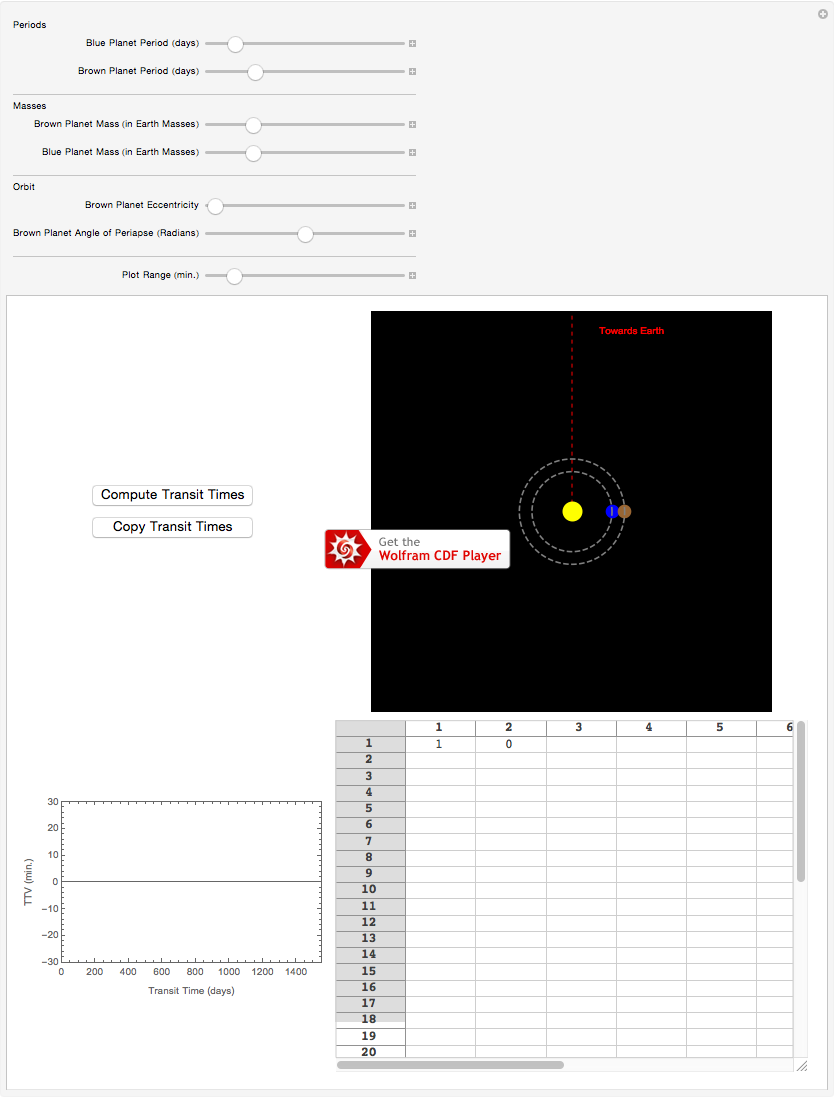 Periods
Blue Planet Period (days)
Brown Planet Period (days)
Masses
Brown Planet Mass (in Earth Masses)
Blue Planet Mass (in Earth Masses)
Orbit
Brown Planet Eccentricity
Brown Planet Angle of Periapse (Radians)
Plot Range (min.)
Towards Earth
Compute Transit Times
Copy Transit Times
Get the
Wolfram CDF Player
1 2 3 4 5 6
1 1 0
2
3
4
5
6
7
8
9
10
11
12
13
14
15
16
17
18
19
20
30
20
10
0
−10
−20
−30
TTV (min.)
0 200 400 600 800 1000 1200 1400
Transit Time (days)